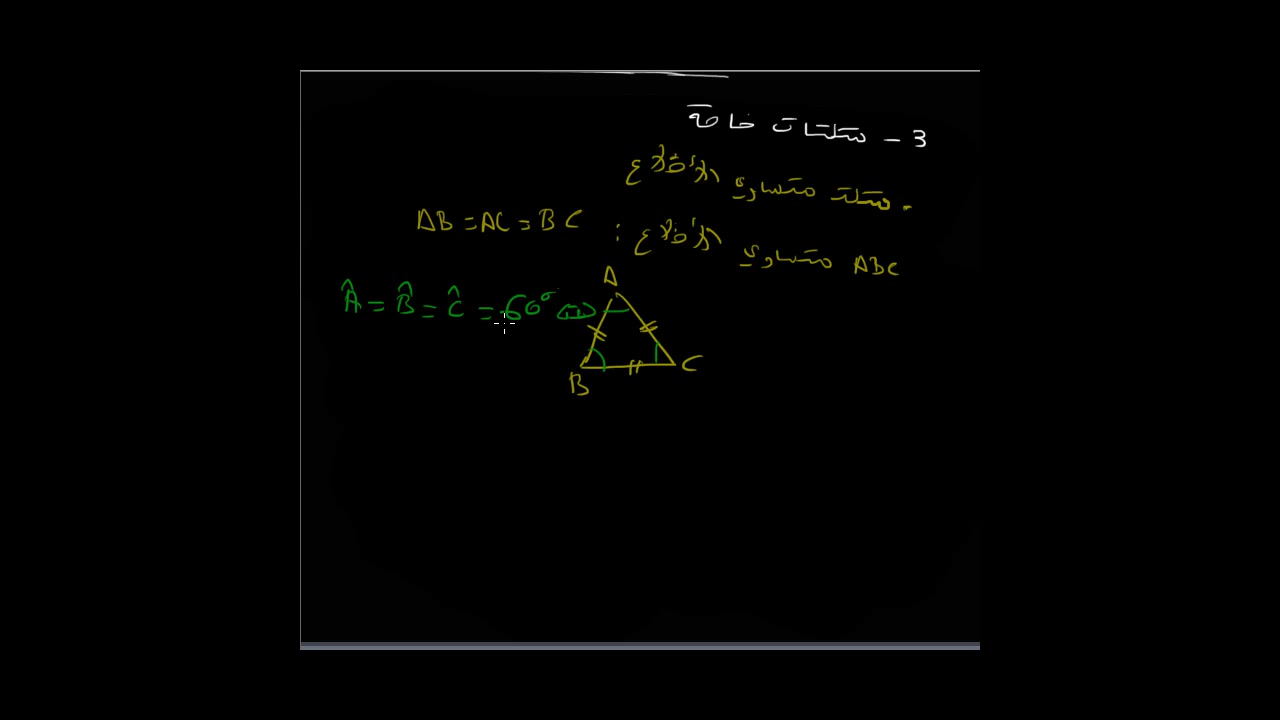 3 - مثلثات خاصة
- مثلث متساوي الأضلاع
ABC متساوي الأضلاع : AB = AC = BC
Â = B̂ = Ĉ = 60°
A
B
C